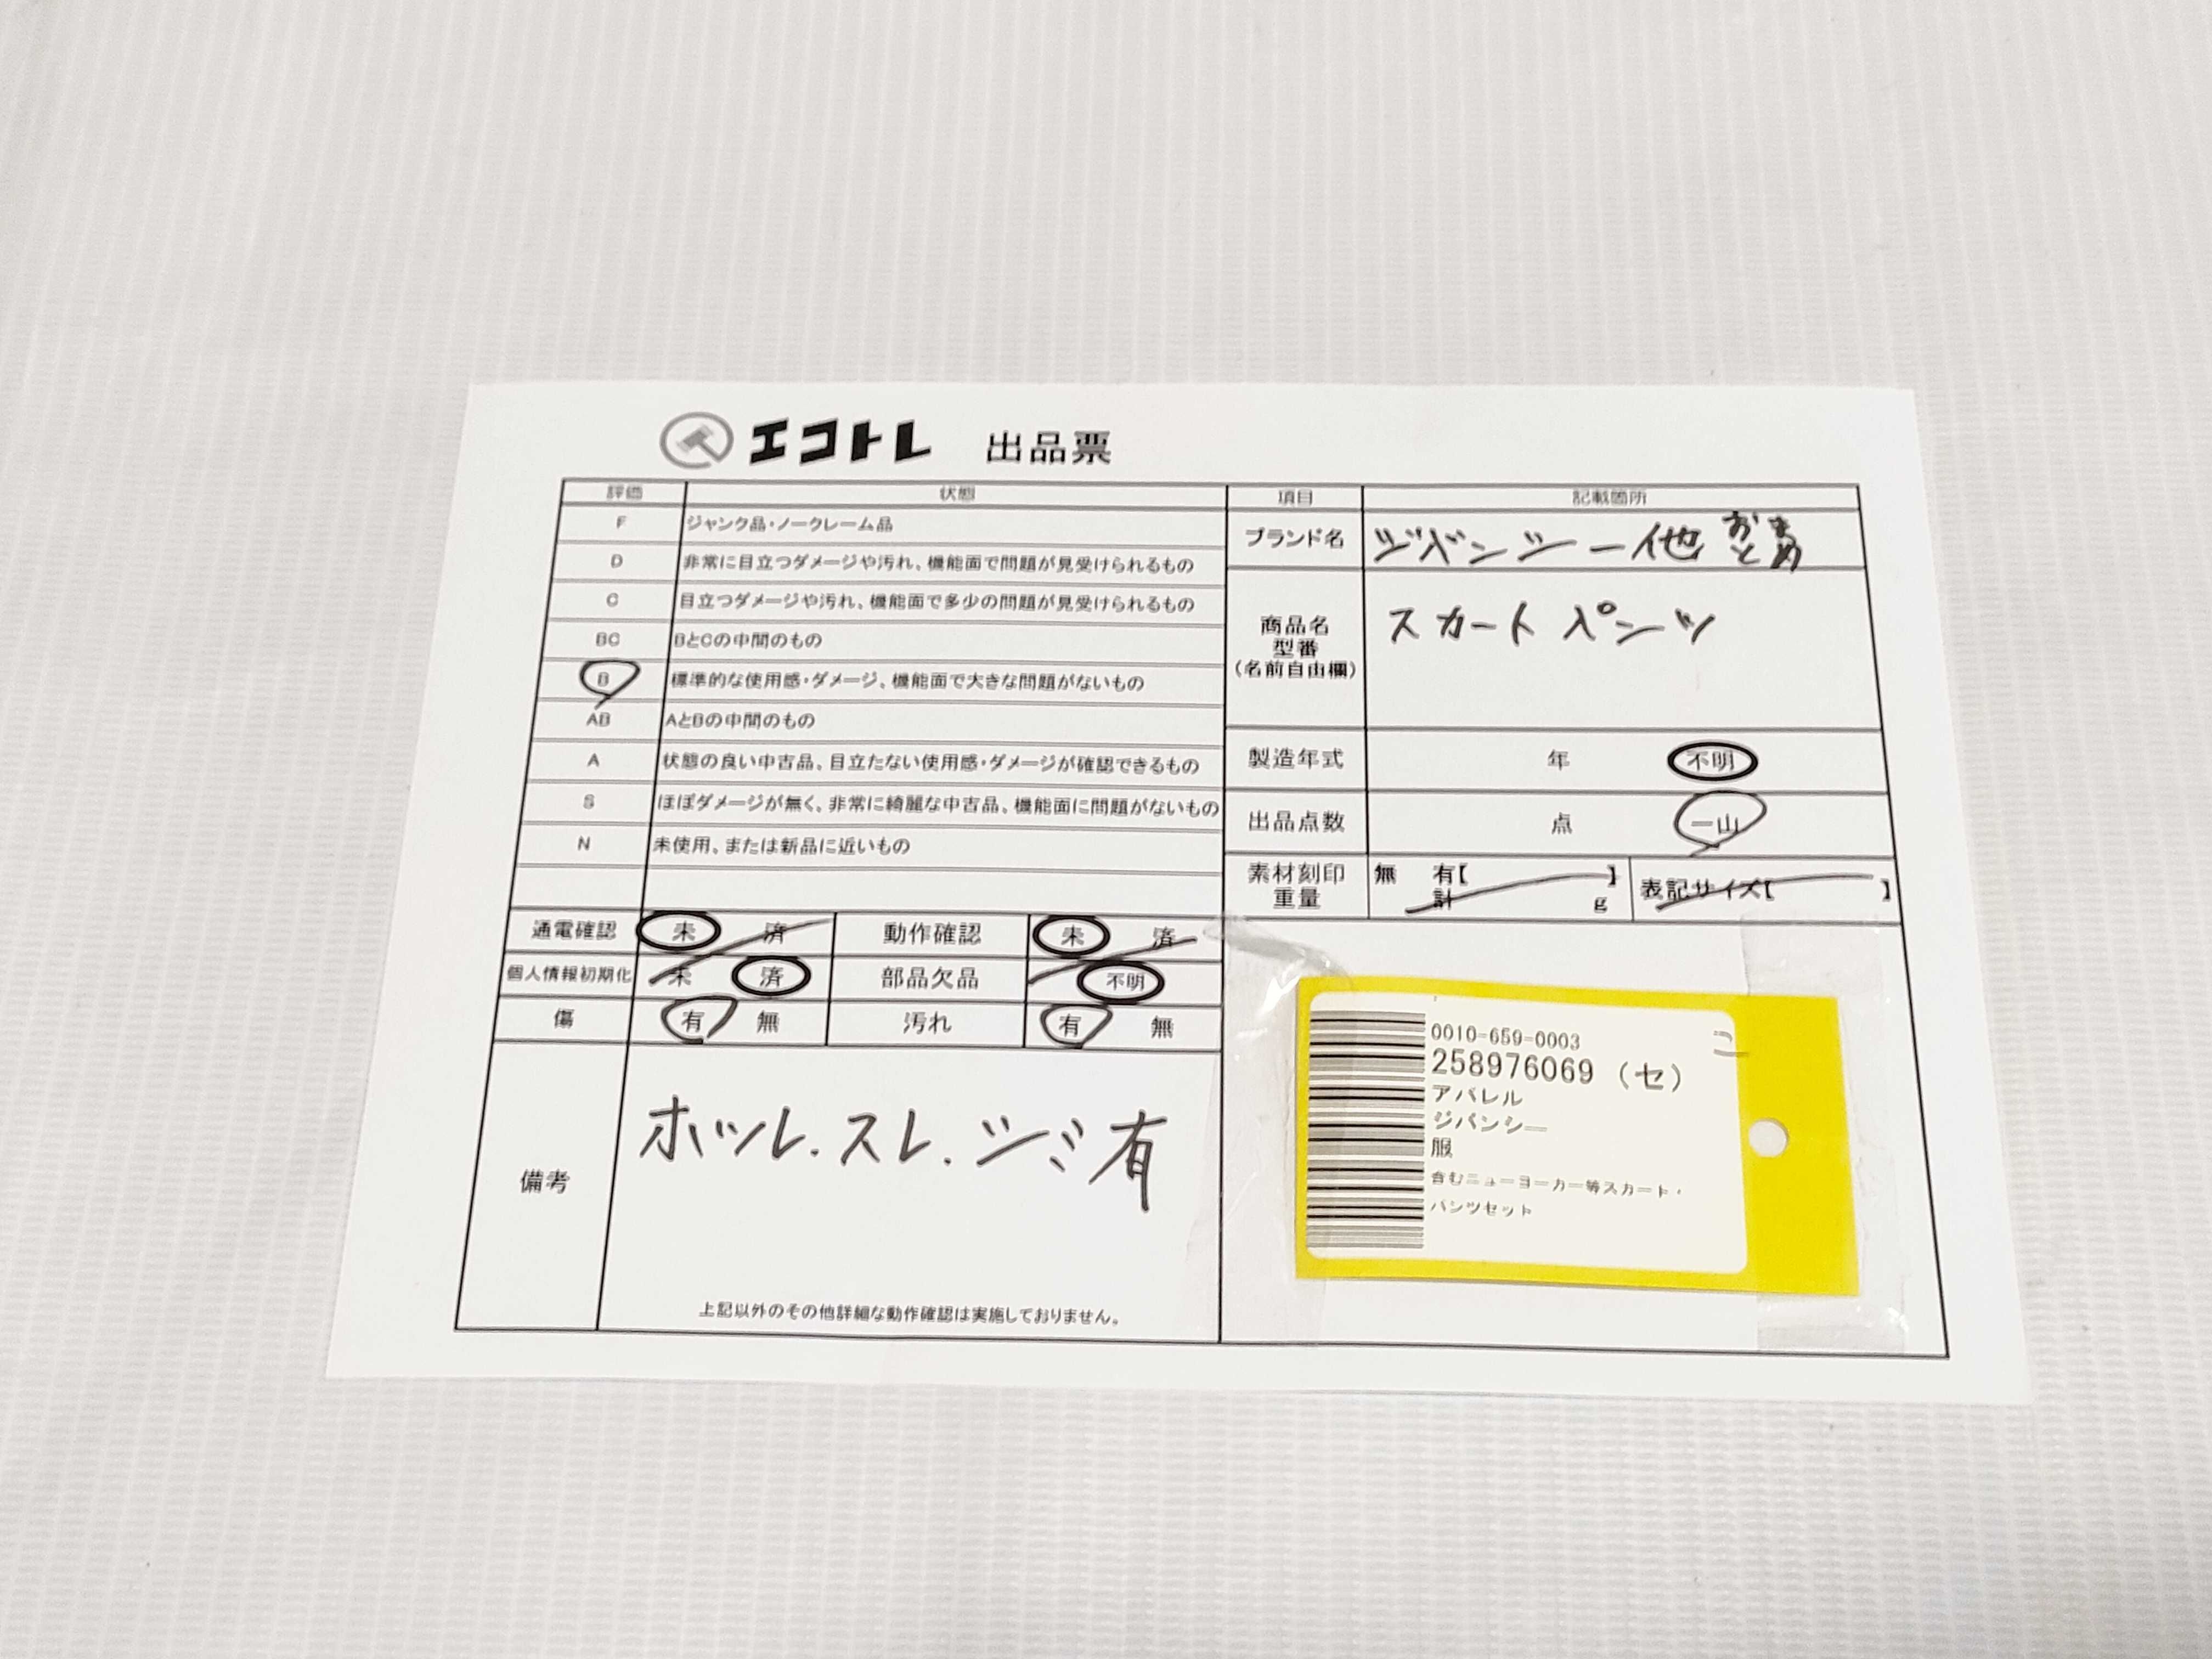 エコトレ 出品票
評価 状態
F ジャンク品・ノークレーム品
D 非常に目立つダメージや汚れ、機能面で問題が見受けられるもの
C 目立つダメージや汚れ、機能面で多少の問題が見受けられるもの
BC BとCの中間のもの
B 標準的な使用感・ダメージ、機能面で大きな問題がないもの
AB AとBの中間のもの
A 状態の良い中古品、目立たない使用感・ダメージが確認できるもの
S ほぼダメージが無く、非常に綺麗な中古品、機能面に問題がないもの
N 未使用、または新品に近いもの
通電確認 未 済 動作確認 未 済
個人情報初期化 未 済 部品欠品 不明
傷 有 無 汚れ 有 無
備考
ホツレ.スレ.シミ有
上記以外のその他詳細な動作確認は実施しておりません。
項目 記載箇所
ブランド名 ジバンシー他 おまとめ
商品名
型番
(名前自由欄)
スカート パンツ
製造年式 年 不明
出品点数 点 一山
素材刻印 無 有【 】
重量 計 g
表記サイズ【 】
0010-659-0003
258976069 (セ)
アパレル
ジバンシー
服
含むニューヨーカー等スカート・
パンツセット